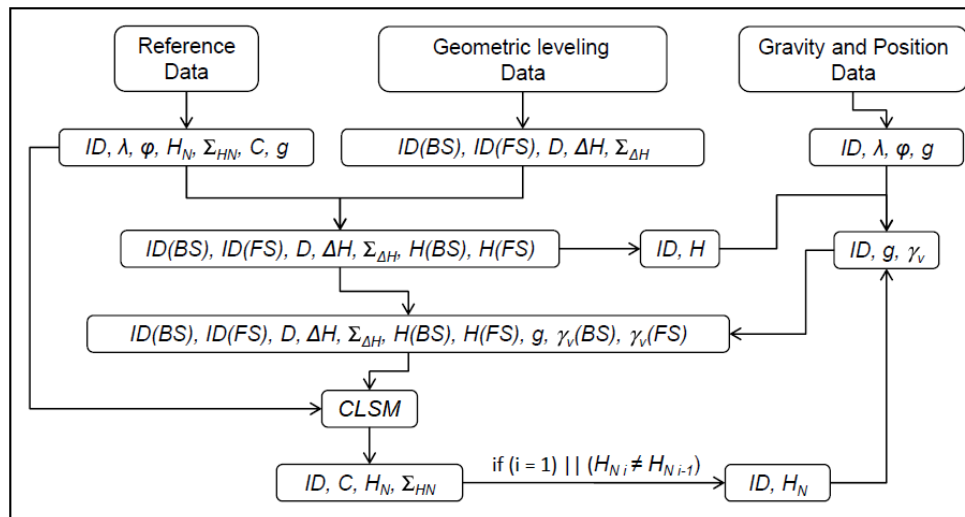 Reference
Data
Geometric leveling
Data
Gravity and Position
Data
ID, λ, φ, H_N, Σ_HN, C, g
ID(BS), ID(FS), D, ΔH, Σ_ΔH
ID, λ, φ, g
ID(BS), ID(FS), D, ΔH, Σ_ΔH, H(BS), H(FS)
ID, H
ID, g, γ_v
ID(BS), ID(FS), D, ΔH, Σ_ΔH, H(BS), H(FS), g, γ_v(BS), γ_v(FS)
CLSM
ID, C, H_N, Σ_HN
if (i = 1) || (H_N i ≠ H_N i-1)
ID, H_N